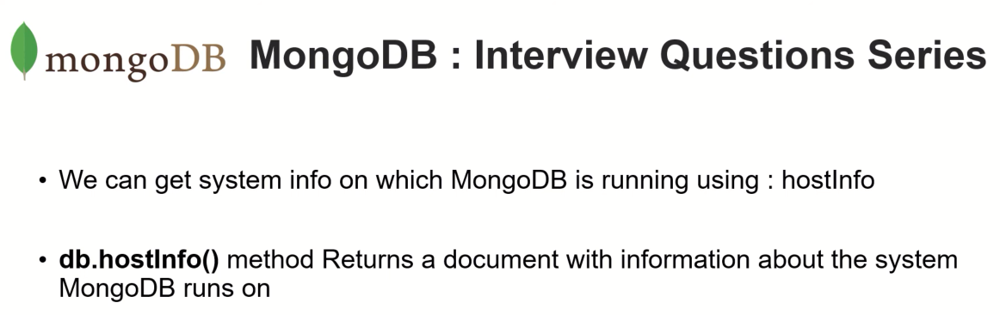 mongoDB MongoDB : Interview Questions Series
• We can get system info on which MongoDB is running using : hostInfo
• db.hostInfo() method Returns a document with information about the system
MongoDB runs on